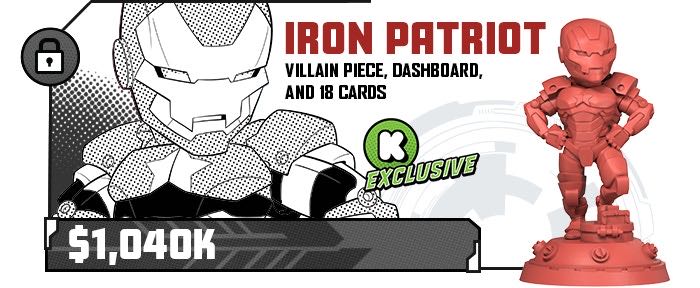 IRON PATRIOT
VILLAIN PIECE, DASHBOARD,
AND 18 CARDS
K
EXCLUSIVE
$1,040K